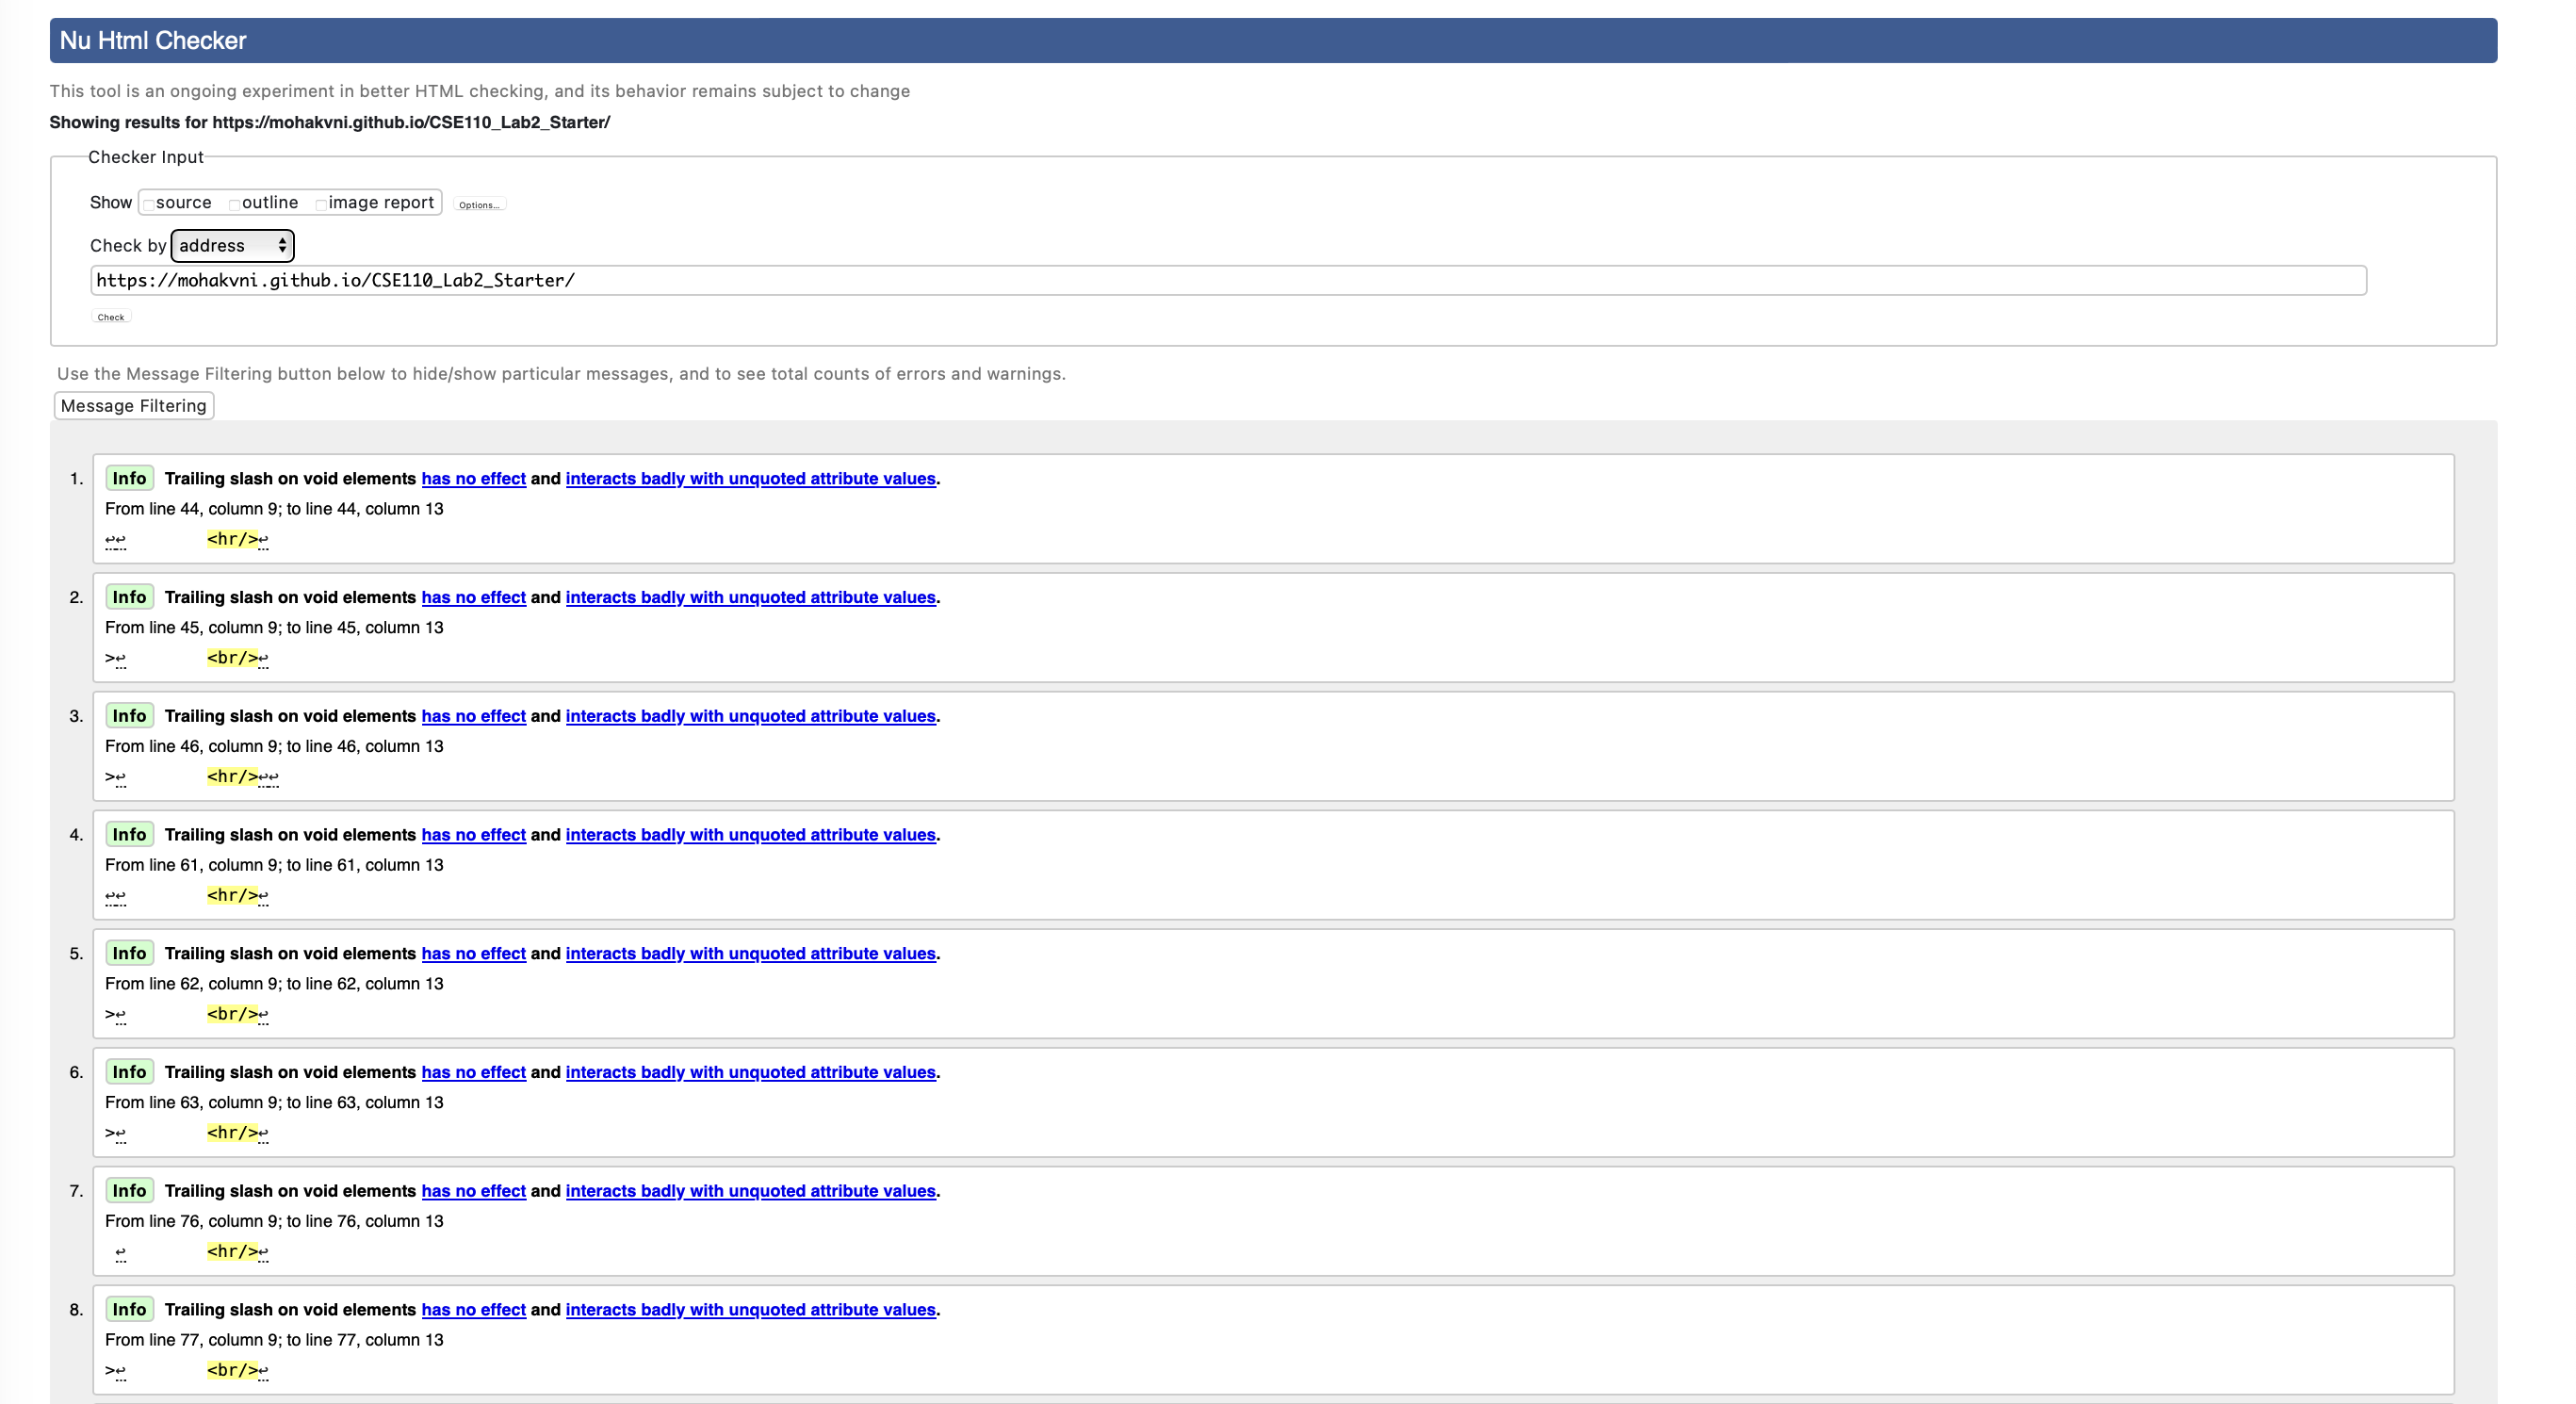 Nu Html Checker
This tool is an ongoing experiment in better HTML checking, and its behavior remains subject to change
Showing results for https://mohakvni.github.io/CSE110_Lab2_Starter/
Checker Input
Show source outline image report Options...
Check by address
https://mohakvni.github.io/CSE110_Lab2_Starter/
Check
Use the Message Filtering button below to hide/show particular messages, and to see total counts of errors and warnings.
Message Filtering
1. Info Trailing slash on void elements has no effect and interacts badly with unquoted attribute values.
From line 44, column 9; to line 44, column 13
↩↩ <hr/>↩
2. Info Trailing slash on void elements has no effect and interacts badly with unquoted attribute values.
From line 45, column 9; to line 45, column 13
>↩ <br/>↩
3. Info Trailing slash on void elements has no effect and interacts badly with unquoted attribute values.
From line 46, column 9; to line 46, column 13
>↩ <hr/>↩↩
4. Info Trailing slash on void elements has no effect and interacts badly with unquoted attribute values.
From line 61, column 9; to line 61, column 13
↩↩ <hr/>↩
5. Info Trailing slash on void elements has no effect and interacts badly with unquoted attribute values.
From line 62, column 9; to line 62, column 13
>↩ <br/>↩
6. Info Trailing slash on void elements has no effect and interacts badly with unquoted attribute values.
From line 63, column 9; to line 63, column 13
>↩ <hr/>↩
7. Info Trailing slash on void elements has no effect and interacts badly with unquoted attribute values.
From line 76, column 9; to line 76, column 13
↩ <hr/>↩
8. Info Trailing slash on void elements has no effect and interacts badly with unquoted attribute values.
From line 77, column 9; to line 77, column 13
>↩ <br/>↩